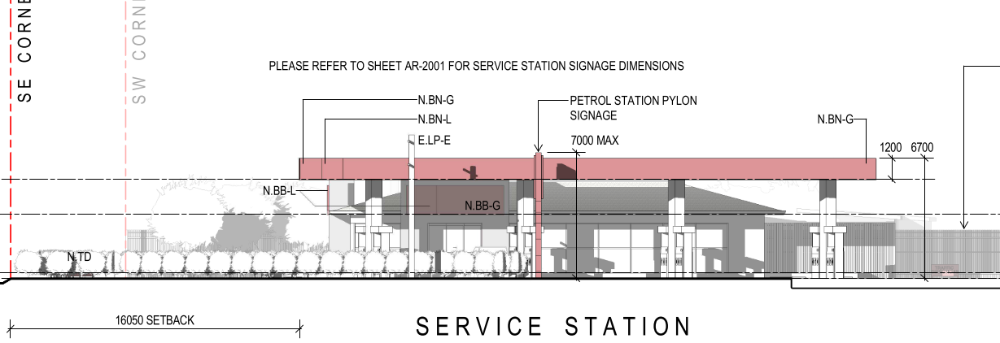 SE CORNE
SW CORNE
PLEASE REFER TO SHEET AR-2001 FOR SERVICE STATION SIGNAGE DIMENSIONS
N.BN-G
N.BN-L
E.LP-E
PETROL STATION PYLON
SIGNAGE
7000 MAX
N.BN-G
1200
6700
N.BB-L
N.BB-G
N.TD
16050 SETBACK
SERVICE STATION